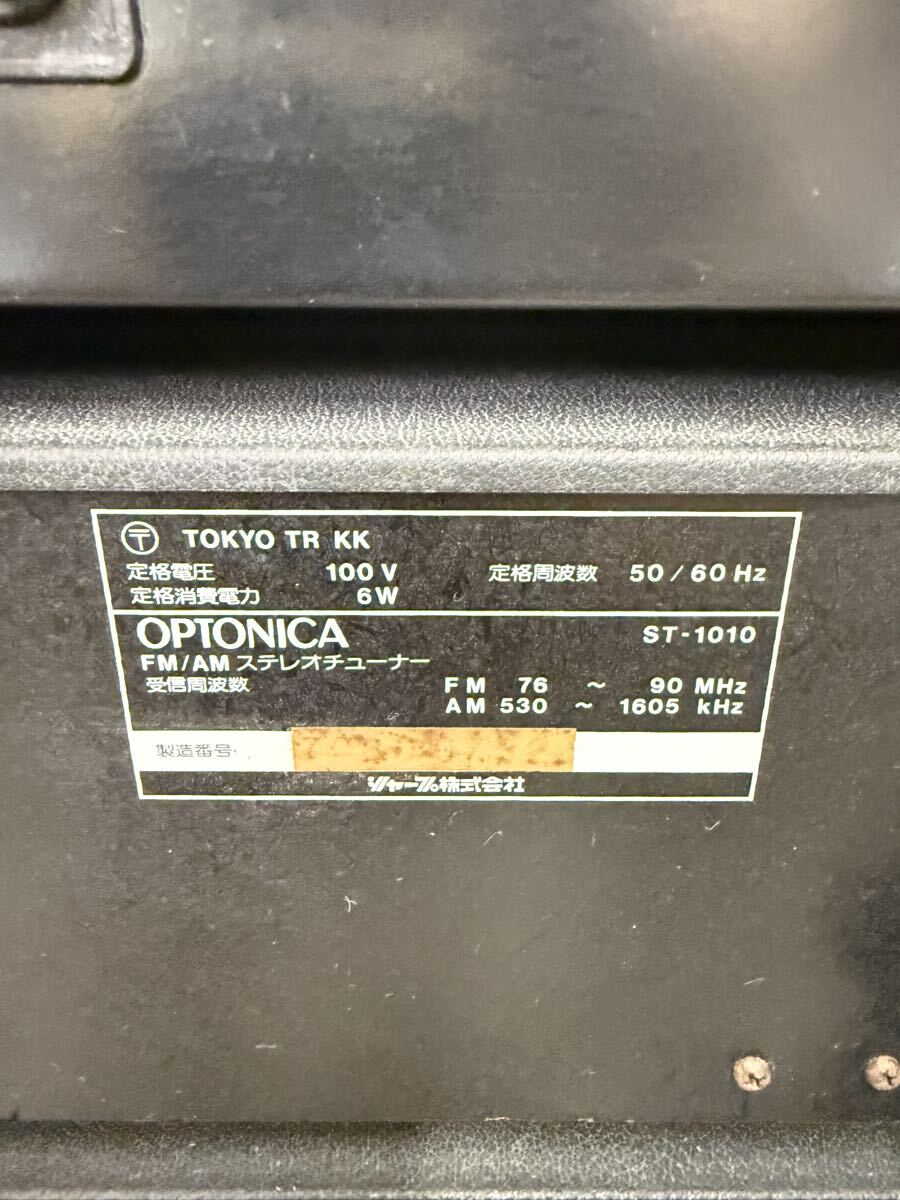 〒 TOKYO TR KK
定格電圧 100 V 定格周波数 50 / 60 Hz
定格消費電力 6 W
OPTONICA ST-1010
FM/AM ステレオチューナー
受信周波数 FM 76 ~ 90 MHz
AM 530 ~ 1605 kHz
製造番号.
シャープ株式会社